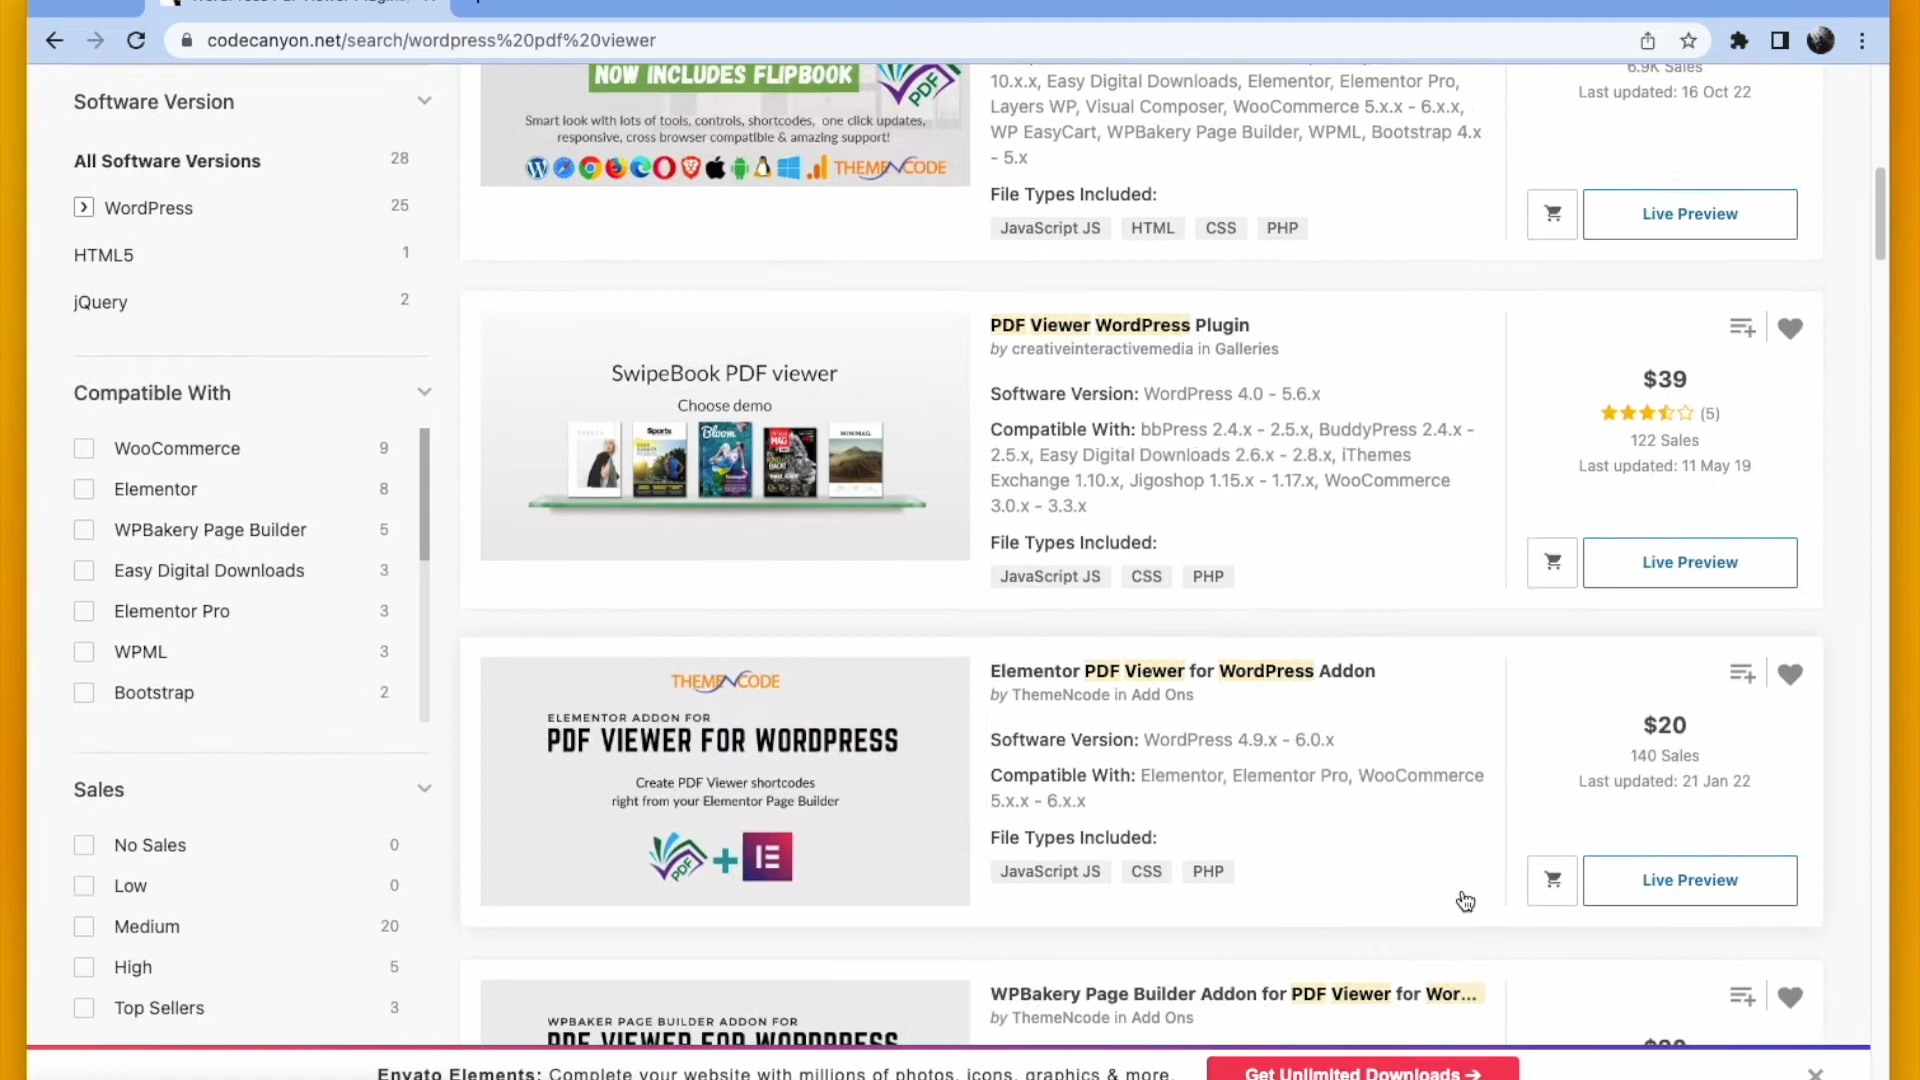 codecanyon.net/search/wordpress%20pdf%20viewer
Software Version
All Software Versions 28
WordPress 25
HTML5 1
jQuery 2
Compatible With
WooCommerce 9
Elementor 8
WPBakery Page Builder 5
Easy Digital Downloads 3
Elementor Pro 3
WPML 3
Bootstrap 2
Sales
No Sales 0
Low 0
Medium 20
High 5
Top Sellers 3
NOW INCLUDES FLIPBOOK
PDF
Smart look with lots of tools, controls, shortcodes, one click updates,
responsive, cross browser compatible & amazing support!
THEMENCODE
10.x.x, Easy Digital Downloads, Elementor, Elementor Pro,
Layers WP, Visual Composer, WooCommerce 5.x.x - 6.x.x,
WP EasyCart, WPBakery Page Builder, WPML, Bootstrap 4.x
- 5.x
File Types Included:
JavaScript JS HTML CSS PHP
6.9K Sales
Last updated: 16 Oct 22
Live Preview
SwipeBook PDF viewer
Choose demo
Sports
Bloom
MAG
MINIMAG
PDF Viewer WordPress Plugin
by creativeinteractivemedia in Galleries
Software Version: WordPress 4.0 - 5.6.x
Compatible With: bbPress 2.4.x - 2.5.x, BuddyPress 2.4.x -
2.5.x, Easy Digital Downloads 2.6.x - 2.8.x, iThemes
Exchange 1.10.x, Jigoshop 1.15.x - 1.17.x, WooCommerce
3.0.x - 3.3.x
File Types Included:
JavaScript JS CSS PHP
$39
(5)
122 Sales
Last updated: 11 May 19
Live Preview
THEMENCODE
ELEMENTOR ADDON FOR
PDF VIEWER FOR WORDPRESS
Create PDF Viewer shortcodes
right from your Elementor Page Builder
PDF
Elementor PDF Viewer for WordPress Addon
by ThemeNcode in Add Ons
Software Version: WordPress 4.9.x - 6.0.x
Compatible With: Elementor, Elementor Pro, WooCommerce
5.x.x - 6.x.x
File Types Included:
JavaScript JS CSS PHP
$20
140 Sales
Last updated: 21 Jan 22
Live Preview
WPBAKER PAGE BUILDER ADDON FOR
PDF VIEWER FOR WORDPRESS
WPBakery Page Builder Addon for PDF Viewer for Wor...
by ThemeNcode in Add Ons
Envato Elements: Complete your website with millions of photos, icons, graphics & more.
Get Unlimited Downloads →